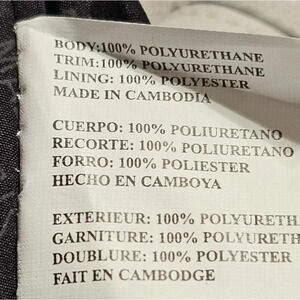 BODY:100% POLYURETHANE
TRIM:100% POLYURETHANE
LINING: 100% POLYESTER
MADE IN CAMBODIA
CUERPO: 100% POLIURETANO
RECORTE: 100% POLIURETANO
FORRO: 100% POLIESTER
HECHO EN CAMBOYA
EXTERIEUR: 100% POLYURETH
GARNITURE: 100% POLYURETH
DOUBLURE: 100% POLYESTER
FAIT EN CAMBODGE